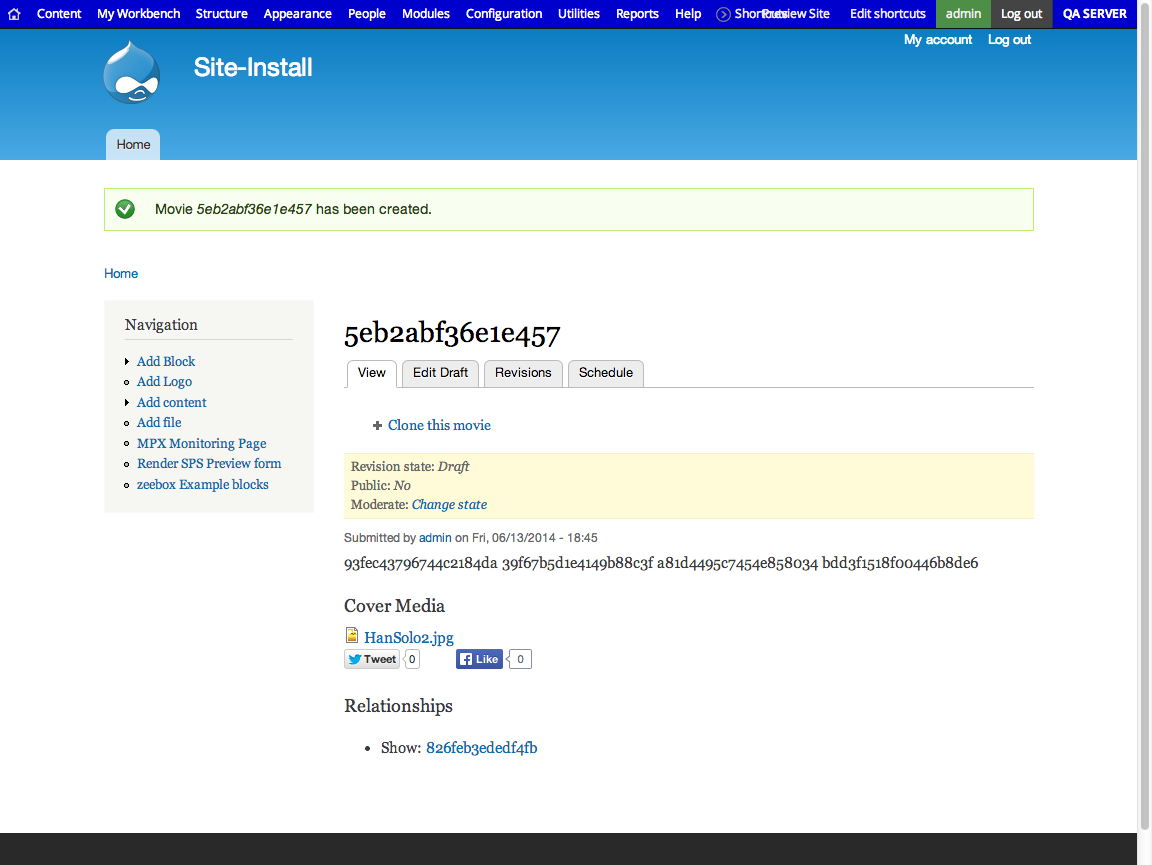 Content My Workbench Structure Appearance People Modules Configuration Utilities Reports Help Shortcuts Preview Site Edit shortcuts admin Log out QA SERVER
My account Log out
Site-Install
Home
Movie 5eb2abf36e1e457 has been created.
Home
Navigation
Add Block
Add Logo
Add content
Add file
MPX Monitoring Page
Render SPS Preview form
zeebox Example blocks
5eb2abf36e1e457
View Edit Draft Revisions Schedule
Clone this movie
Revision state: Draft
Public: No
Moderate: Change state
Submitted by admin on Fri, 06/13/2014 - 18:45
93fec43796744c2184da 39f67b5d1e4149b88c3f a81d4495c7454e858034 bdd3f1518f00446b8de6
Cover Media
HanSolo2.jpg
Tweet 0 Like 0
Relationships
Show: 826feb3ededf4fb